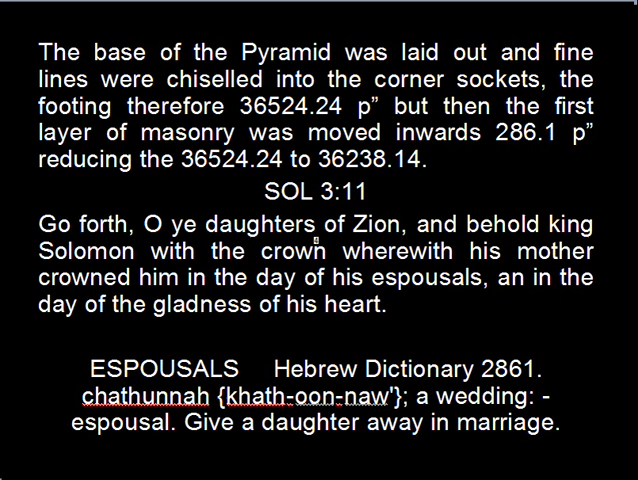 The base of the Pyramid was laid out and fine
lines were chiselled into the corner sockets, the
footing therefore 36524.24 p” but then the first
layer of masonry was moved inwards 286.1 p”
reducing the 36524.24 to 36238.14.
SOL 3:11
Go forth, O ye daughters of Zion, and behold king
Solomon with the crown wherewith his mother
crowned him in the day of his espousals, an in the
day of the gladness of his heart.
ESPOUSALS Hebrew Dictionary 2861.
chathunnah {khath-oon-naw'}; a wedding: -
espousal. Give a daughter away in marriage.